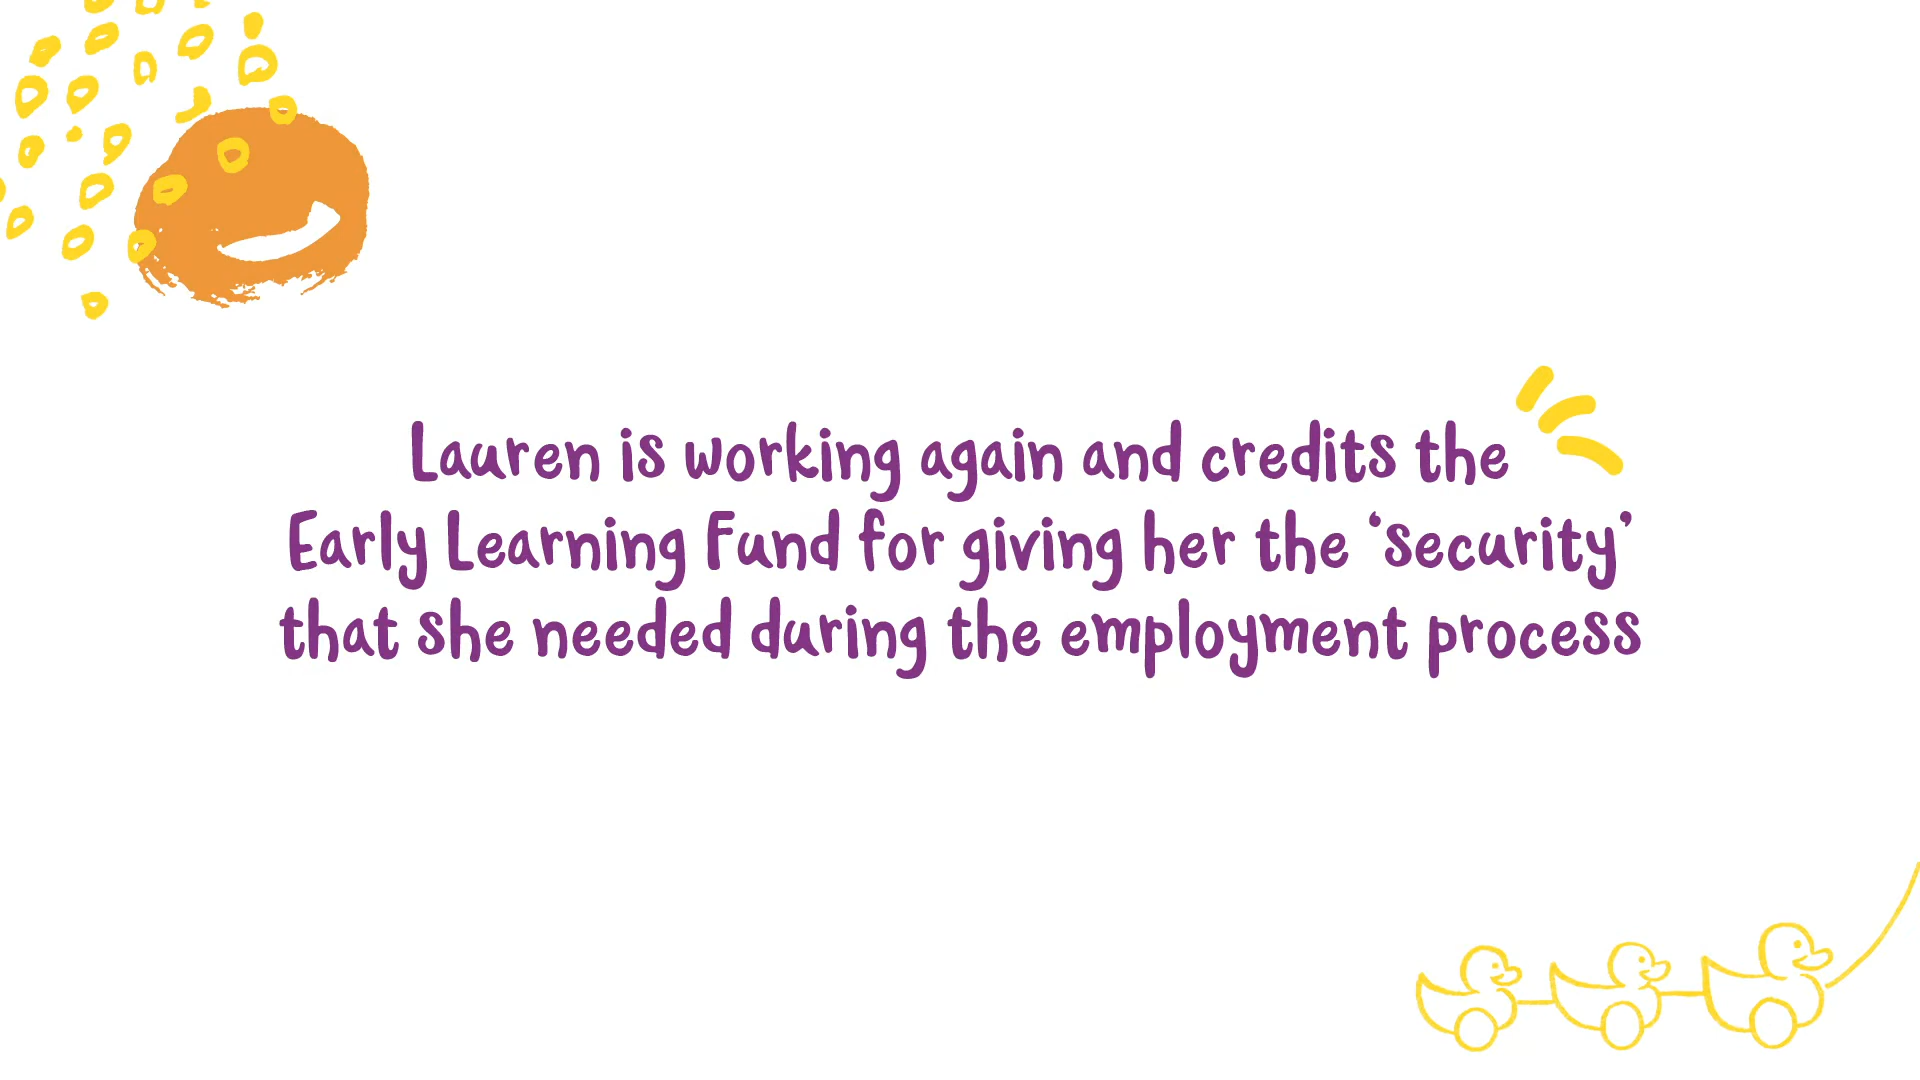 Lauren is working again and credits the
Early Learning Fund for giving her the ‘security’
that she needed during the employment process